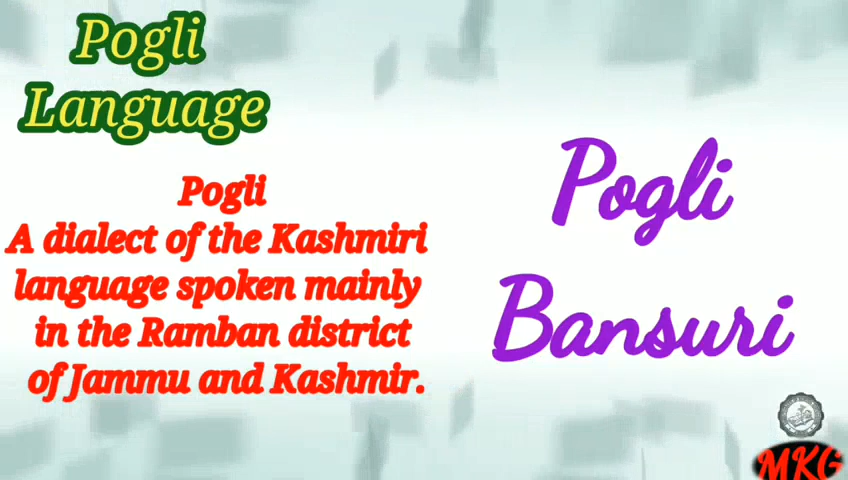 Pogli
Language
Pogli
A dialect of the Kashmiri
language spoken mainly
in the Ramban district
of Jammu and Kashmir.
Pogli
Bansuri
MKG